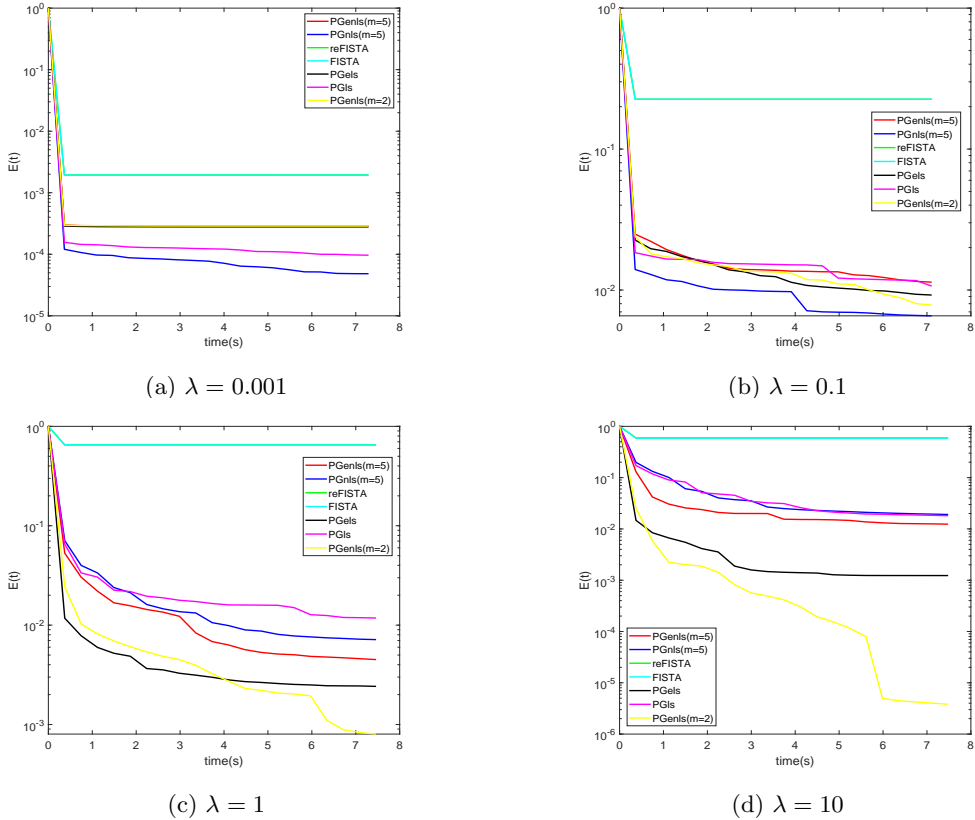 10^0
10^-1
10^-2
10^-3
10^-4
10^-5
E(t)
0 1 2 3 4 5 6 7 8
time(s)
PGenls(m=5)
PGnls(m=5)
reFISTA
FISTA
PGels
PGls
PGenls(m=2)
(a) λ = 0.001
10^0
10^-1
10^-2
E(t)
0 1 2 3 4 5 6 7 8
time(s)
PGenls(m=5)
PGnls(m=5)
reFISTA
FISTA
PGels
PGls
PGenls(m=2)
(b) λ = 0.1
10^0
10^-1
10^-2
10^-3
E(t)
0 1 2 3 4 5 6 7 8
time(s)
PGenls(m=5)
PGnls(m=5)
reFISTA
FISTA
PGels
PGls
PGenls(m=2)
(c) λ = 1
10^0
10^-1
10^-2
10^-3
10^-4
10^-5
10^-6
E(t)
0 1 2 3 4 5 6 7 8
time(s)
PGenls(m=5)
PGnls(m=5)
reFISTA
FISTA
PGels
PGls
PGenls(m=2)
(d) λ = 10